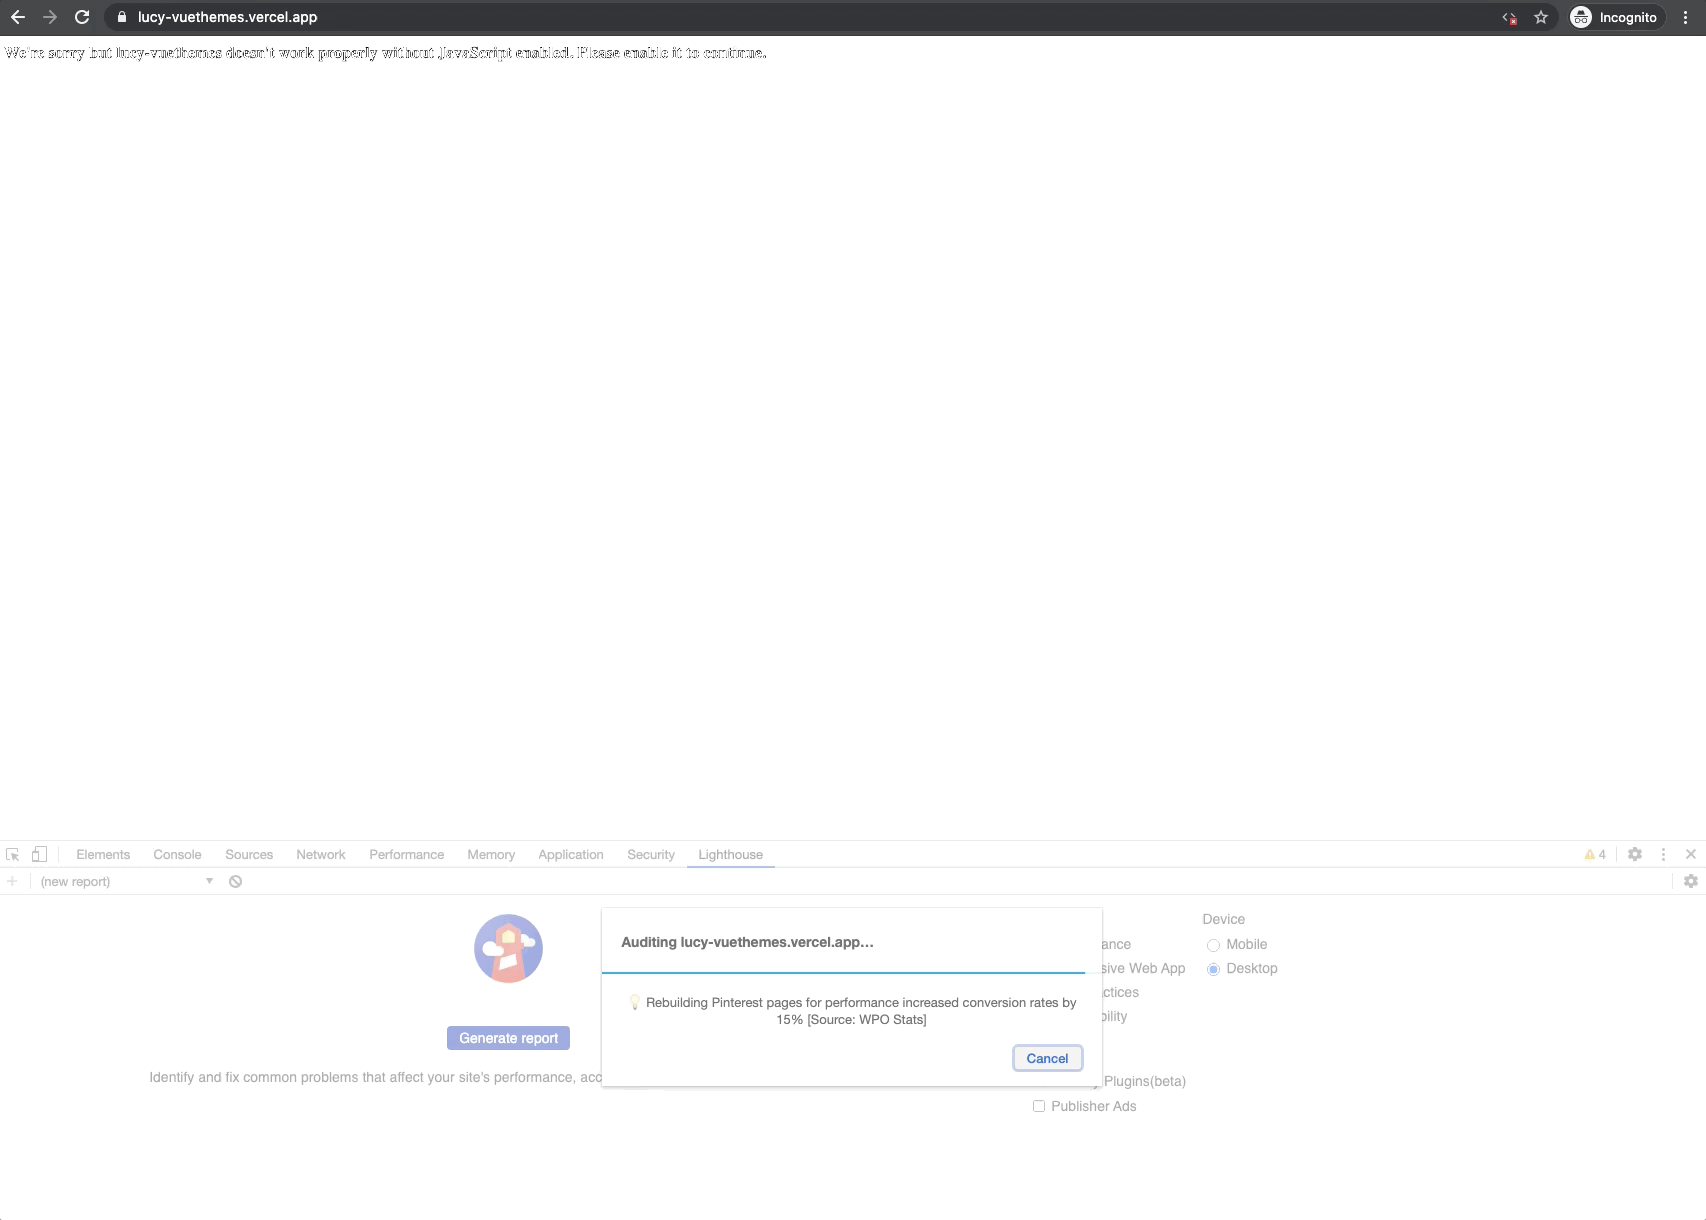 lucy-vuethemes.vercel.app
Incognito
We're sorry but lucy-vuethemes doesn't work properly without JavaScript enabled. Please enable it to continue.
Elements Console Sources Network Performance Memory Application Security Lighthouse 4
(new report)
Generate report
Identify and fix common problems that affect your site's performance, acc
Auditing lucy-vuethemes.vercel.app...
Rebuilding Pinterest pages for performance increased conversion rates by
15% [Source: WPO Stats]
Cancel
ance
sive Web App
ctices
bility
Plugins(beta)
Publisher Ads
Device
Mobile
Desktop